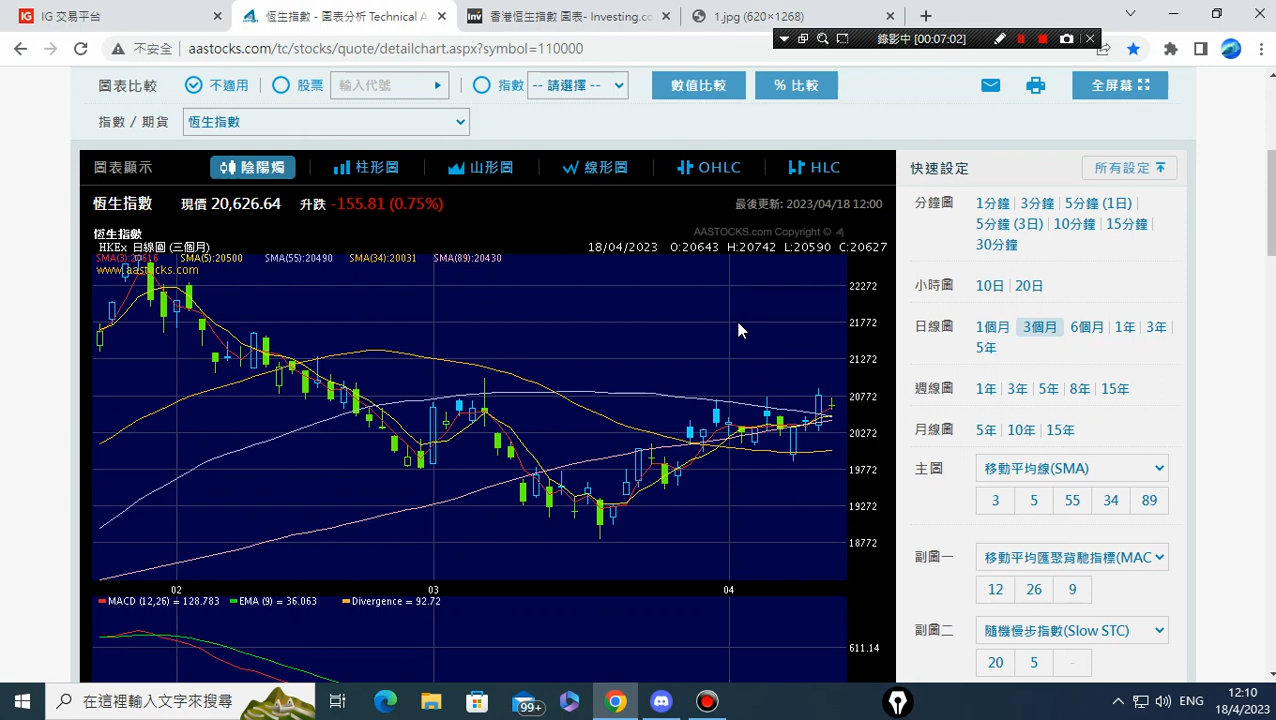 IG 交易平台
恆生指數 - 圖表分析 Technical A
香港恒生指數 圖表- Investing.co
1.jpg (620×1268)
不安全
aastocks.com/tc/stocks/quote/detailchart.aspx?symbol=110000
錄影中 [00:07:02]
圖表比較
不適用
股票
輸入代號
指數
-- 請選擇 --
數值比較
% 比較
全屏幕
指數 / 期貨
恆生指數
圖表顯示
陰陽燭
柱形圖
山形圖
線形圖
OHLC
HLC
快速設定
所有設定
恆生指數 現價 20,626.64 升跌 -155.81 (0.75%)
最後更新: 2023/04/18 12:00
AASTOCKS.com Copyright ©
恆生指數
HKEx 日線圖 (三個月)
18/04/2023 O:20643 H:20742 L:20590 C:20627
SMA(3):20616 SMA(5):20500 SMA(55):20490 SMA(34):20031 SMA(89):20430
www.aastocks.com
22272
21772
21272
20772
20272
19772
19272
18772
02 03 04
MACD (12,26) = 128.783 EMA (9) = 36.063 Divergence = 92.72
611.14
分鐘圖 1分鐘 3分鐘 5分鐘 (1日)
5分鐘 (3日) 10分鐘 15分鐘
30分鐘
小時圖 10日 20日
日線圖 1個月 3個月 6個月 1年 3年
5年
週線圖 1年 3年 5年 8年 15年
月線圖 5年 10年 15年
主圖 移動平均線(SMA)
3 5 55 34 89
副圖一 移動平均匯聚背馳指標(MAC
12 26 9
副圖二 隨機慢步指數(Slow STC)
20 5 -
在這裡輸入文字來搜尋
99+
ENG
12:10
18/4/2023